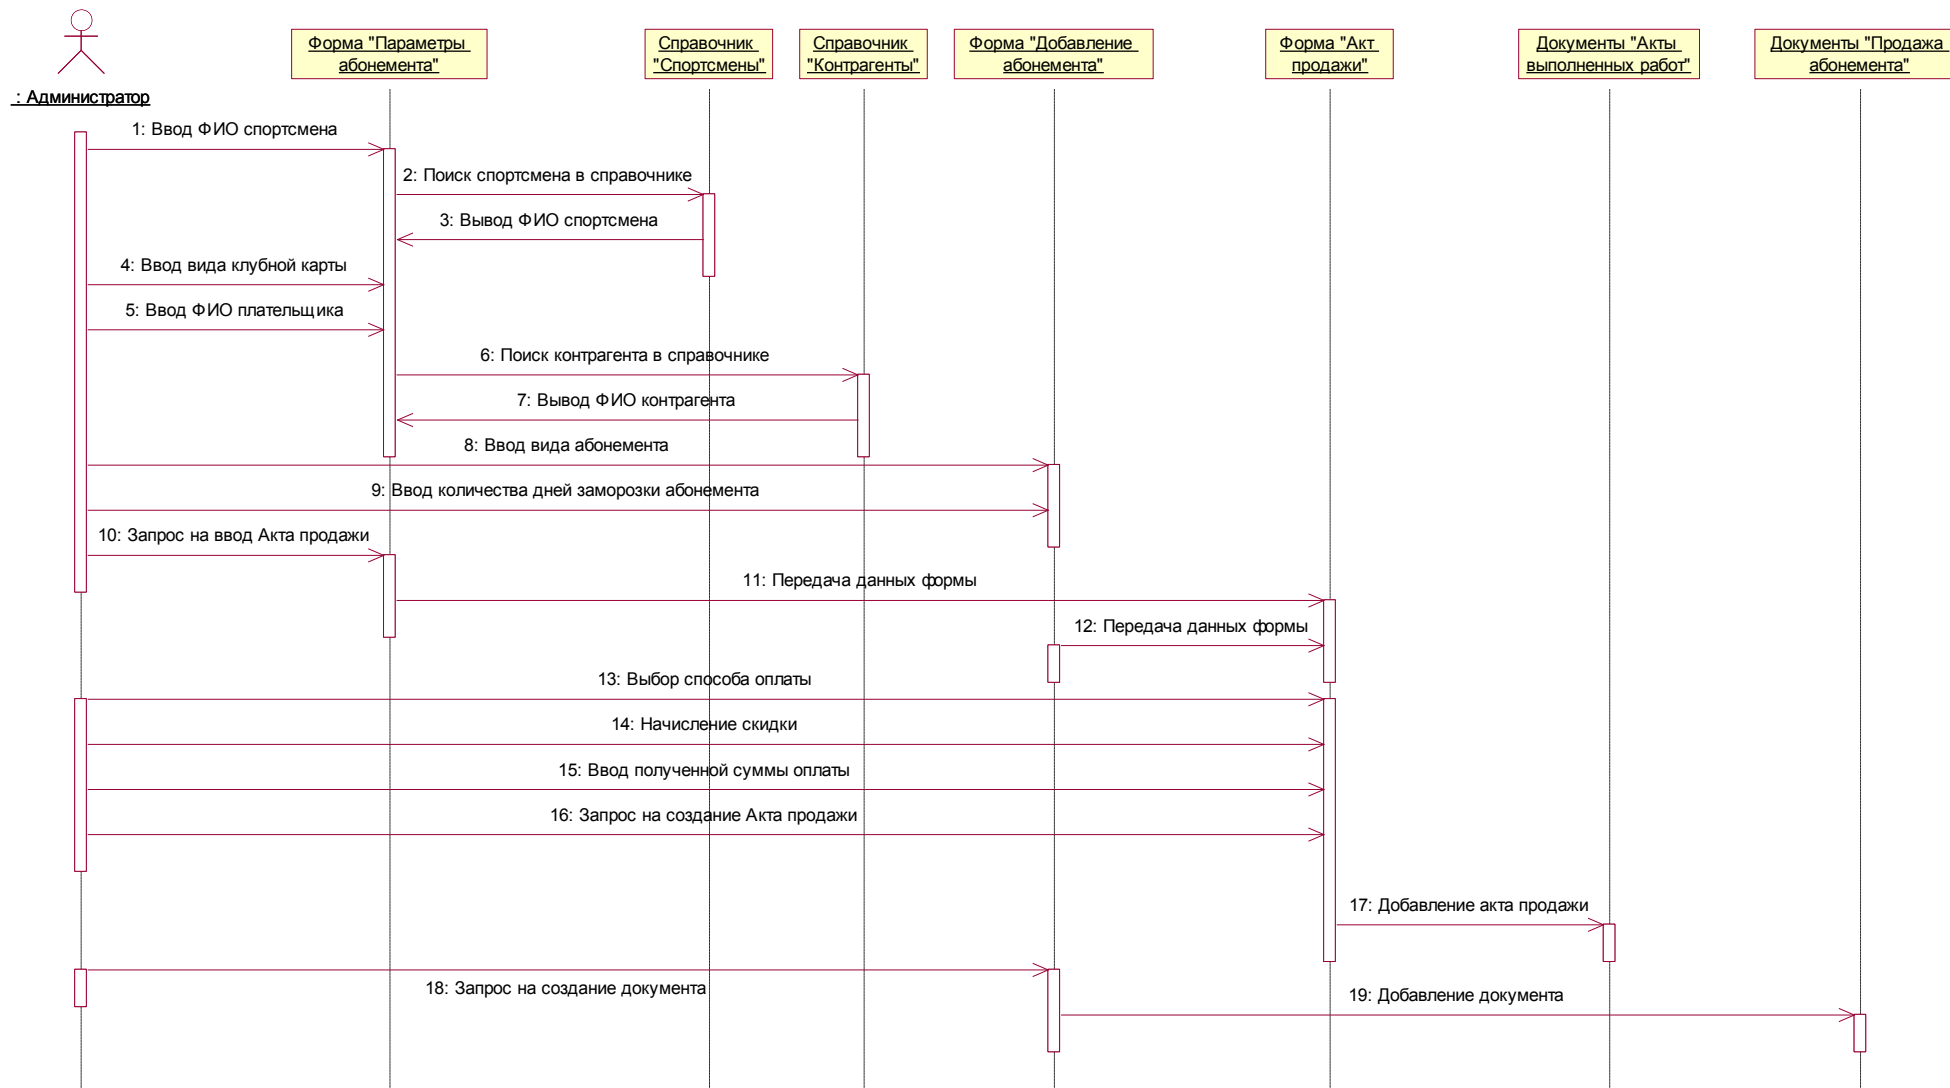 Форма "Параметры
абонемента"
Справочник
"Спортсмены"
Справочник
"Контрагенты"
Форма "Добавление
абонемента"
Форма "Акт
продажи"
Документы "Акты
выполненных работ"
Документы "Продажа
абонемента"
: Администратор
1: Ввод ФИО спортсмена
2: Поиск спортсмена в справочнике
3: Вывод ФИО спортсмена
4: Ввод вида клубной карты
5: Ввод ФИО плательщика
6: Поиск контрагента в справочнике
7: Вывод ФИО контрагента
8: Ввод вида абонемента
9: Ввод количества дней заморозки абонемента
10: Запрос на ввод Акта продажи
11: Передача данных формы
12: Передача данных формы
13: Выбор способа оплаты
14: Начисление скидки
15: Ввод полученной суммы оплаты
16: Запрос на создание Акта продажи
17: Добавление акта продажи
18: Запрос на создание документа
19: Добавление документа